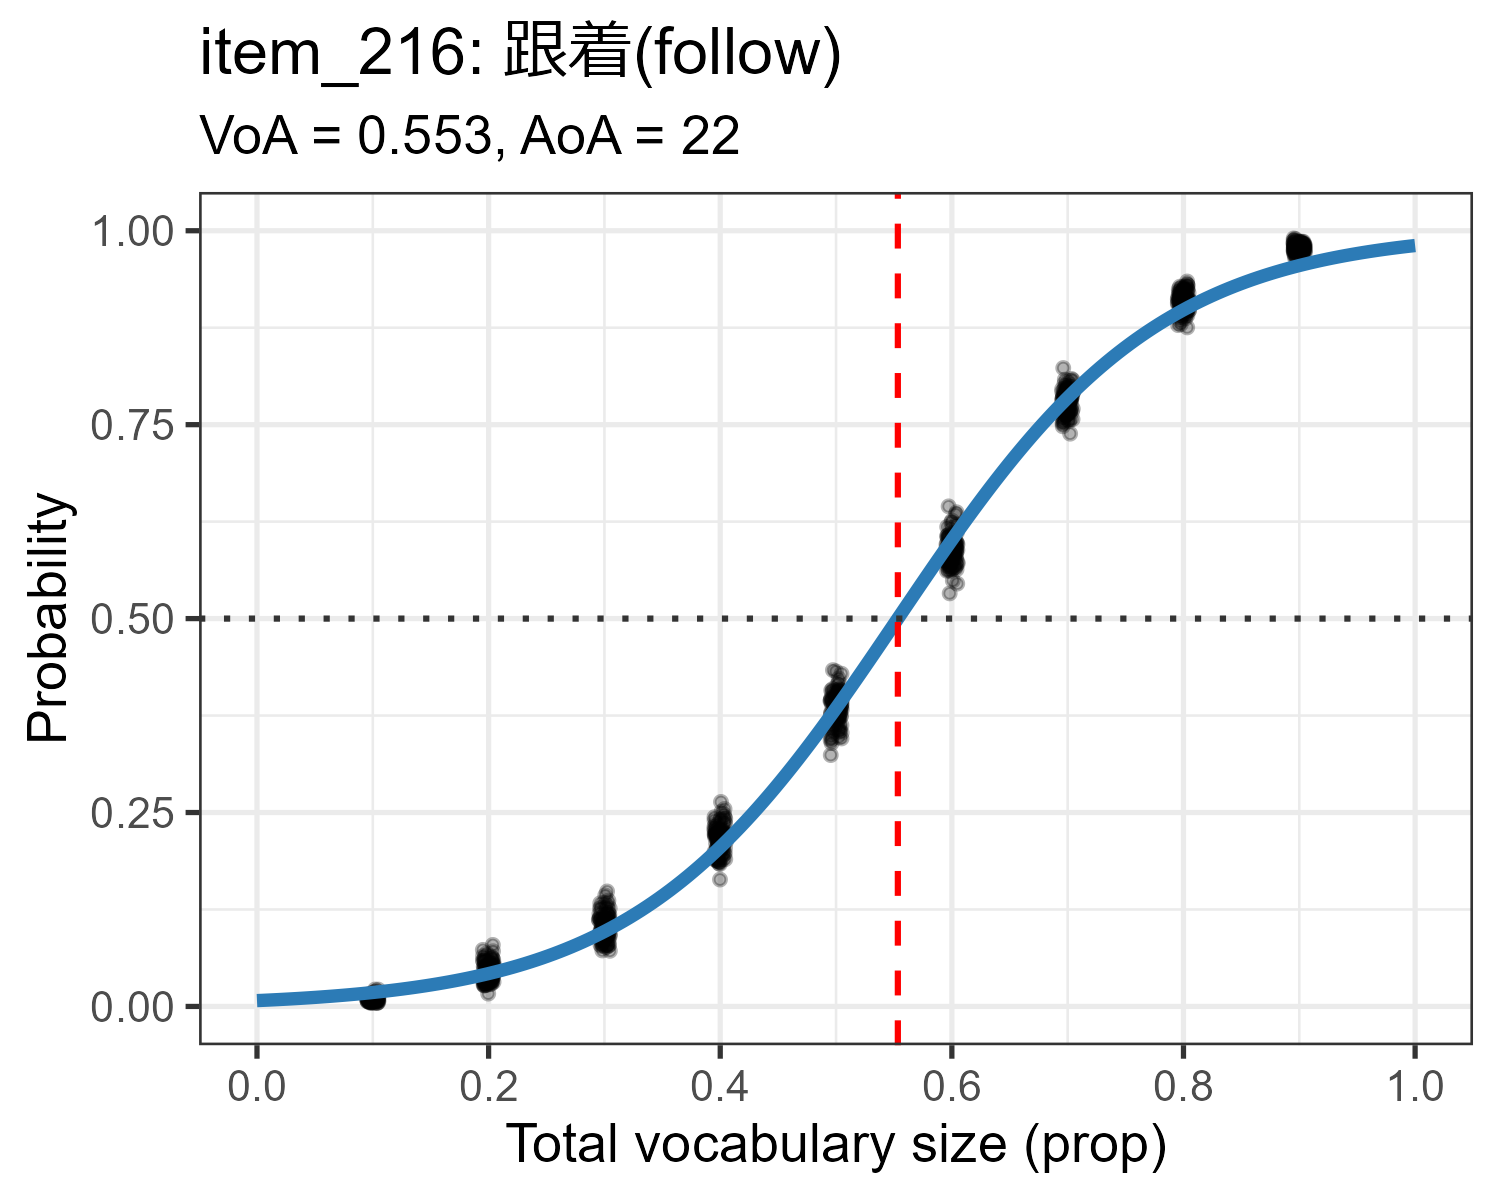 item_216: 跟着(follow)
VoA = 0.553, AoA = 22
1.00
0.75
0.50
0.25
0.00
Probability
0.0 0.2 0.4 0.6 0.8 1.0
Total vocabulary size (prop)